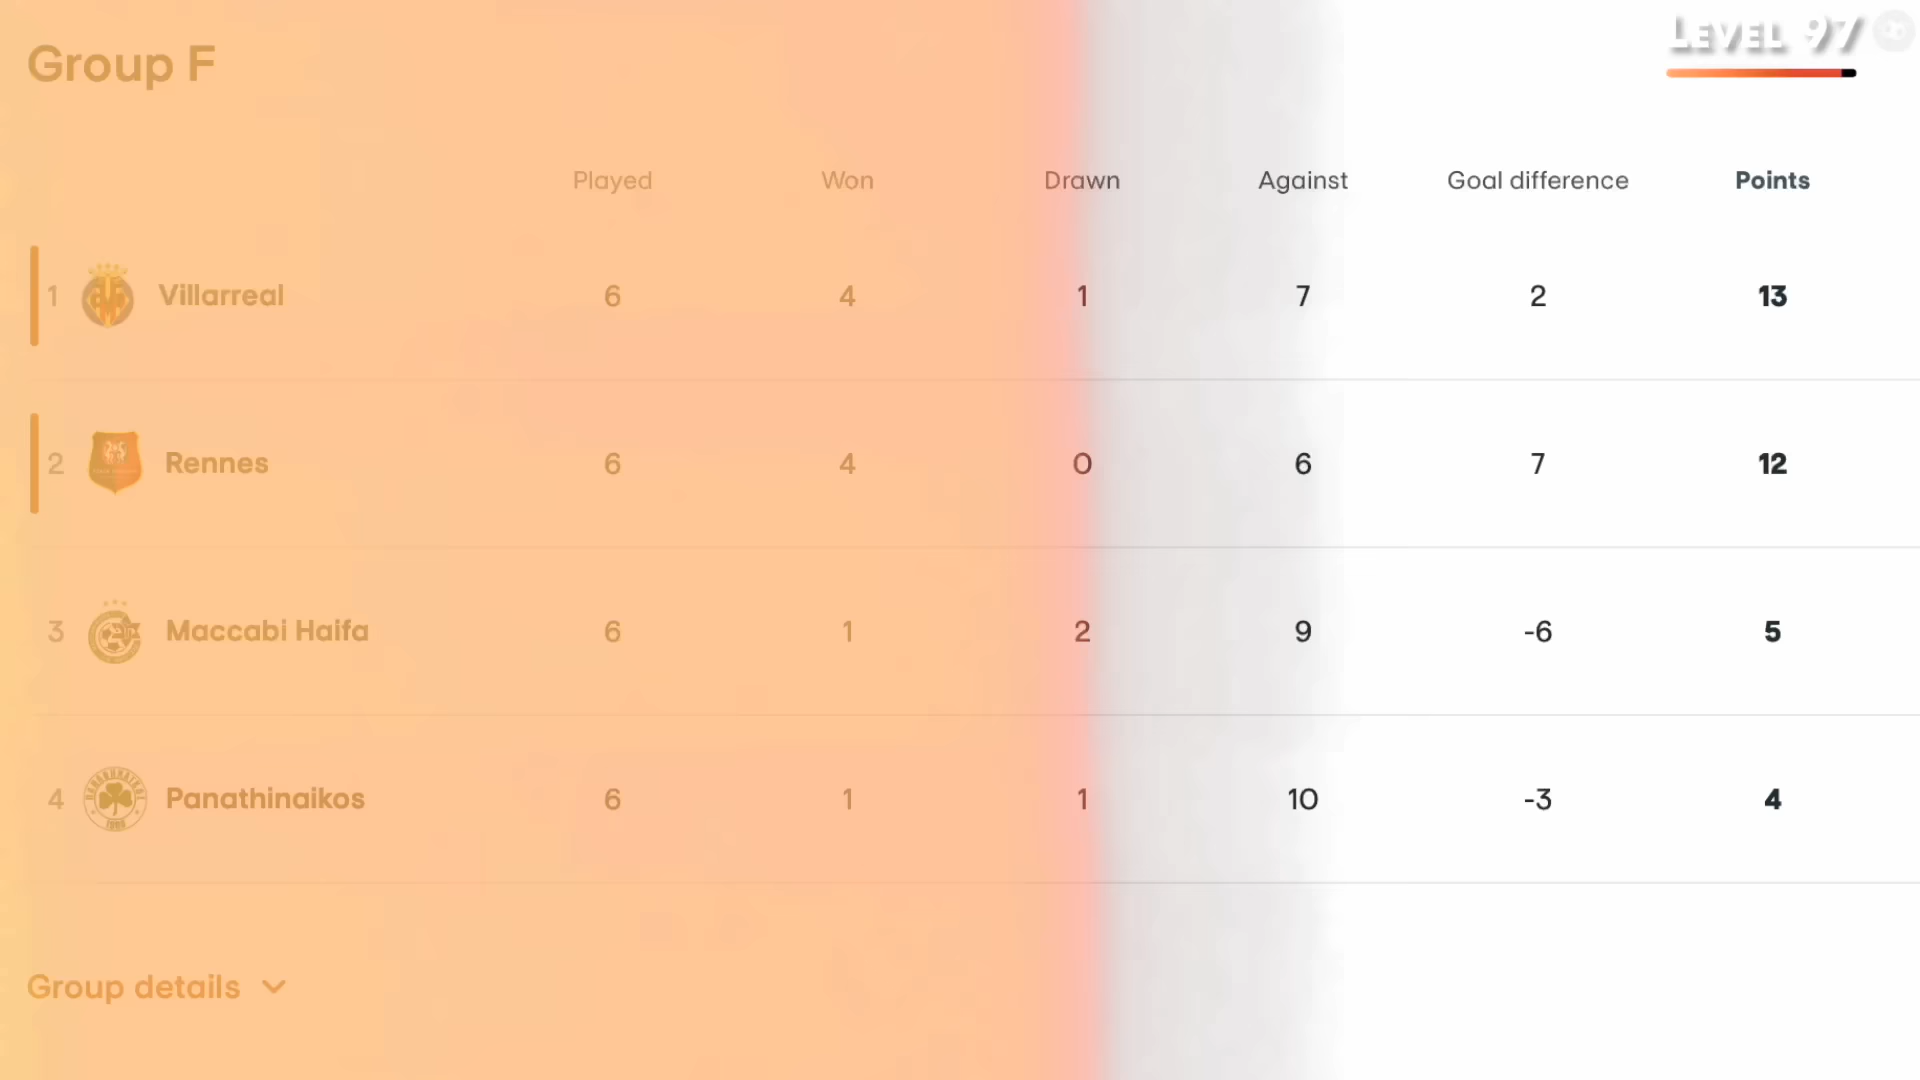 LEVEL 97
Group F
Played Won Drawn Against Goal difference Points
1 Villarreal 6 4 1 7 2 13
2 Rennes 6 4 0 6 7 12
3 Maccabi Haifa 6 1 2 9 -6 5
4 Panathinaikos 6 1 1 10 -3 4
Group details